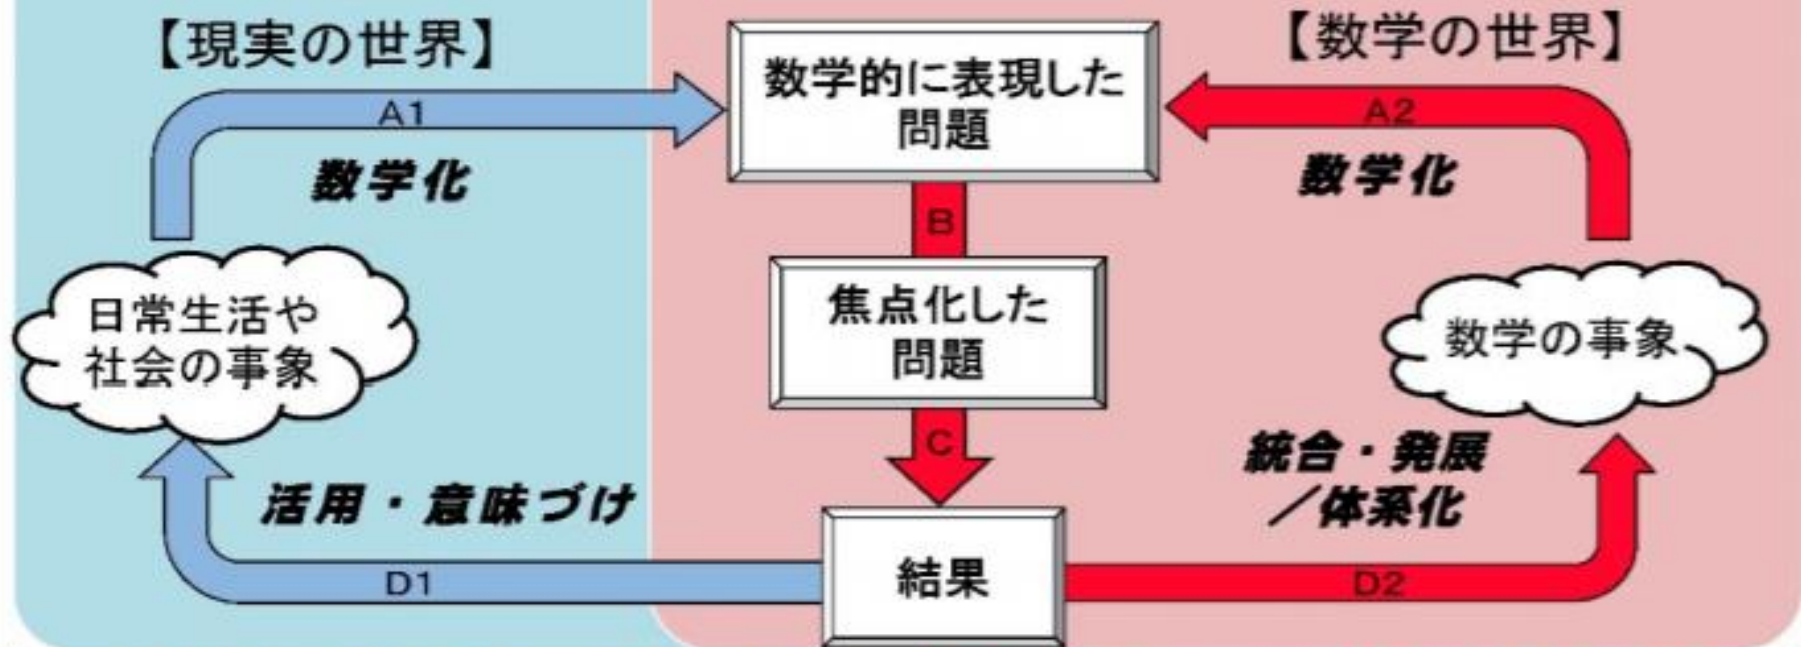 【現実の世界】
【数学の世界】
数学的に表現した
問題
A1
A2
数学化
数学化
B
日常生活や
社会の事象
焦点化した
問題
数学の事象
C
活用・意味づけ
統合・発展
／体系化
結果
D1
D2